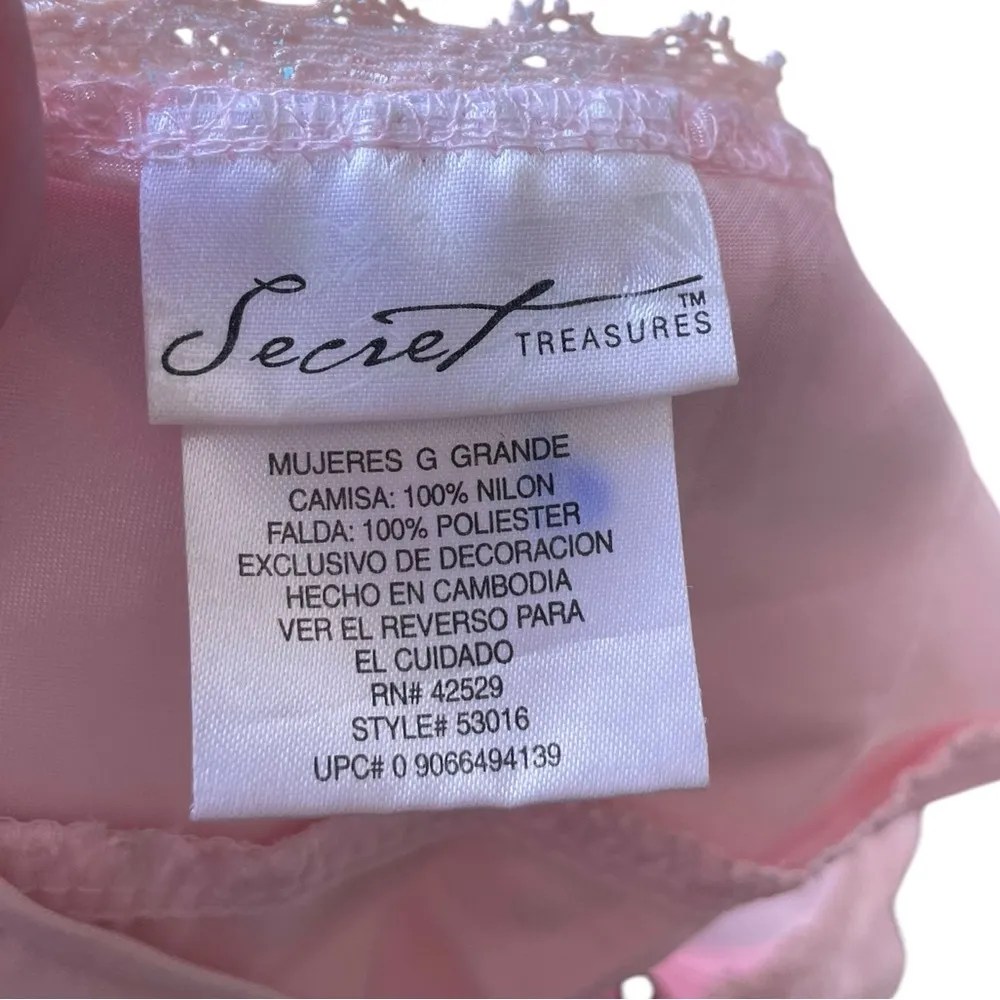 Secret TREASURES™
MUJERES G GRANDE
CAMISA: 100% NILON
FALDA: 100% POLIESTER
EXCLUSIVO DE DECORACION
HECHO EN CAMBODIA
VER EL REVERSO PARA
EL CUIDADO
RN# 42529
STYLE# 53016
UPC# 0 9066494139